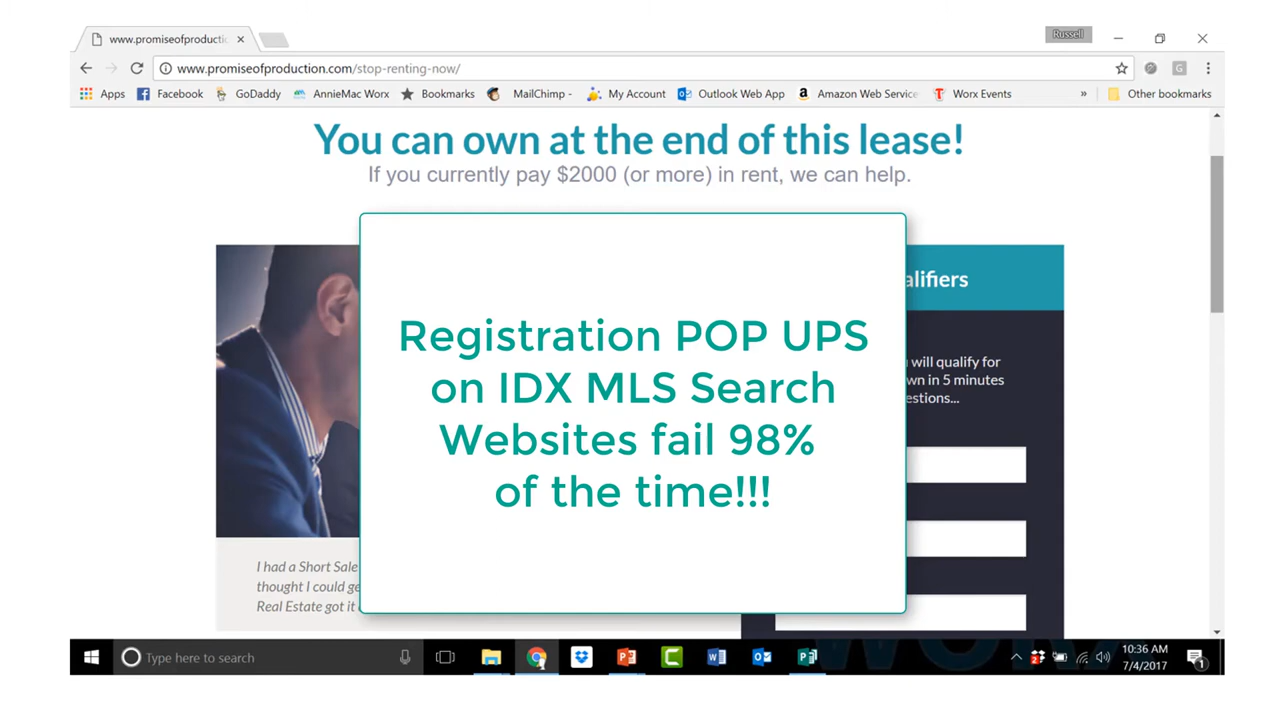 www.promiseofproducti
Russell
www.promiseofproduction.com/stop-renting-now/
Apps Facebook GoDaddy AnnieMac Worx Bookmarks MailChimp - My Account Outlook Web App Amazon Web Service Worx Events » Other bookmarks
You can own at the end of this lease!
If you currently pay $2000 (or more) in rent, we can help.
alifiers
will qualify for
wn in 5 minutes
estions...
Registration POP UPS
on IDX MLS Search
Websites fail 98%
of the time!!!
I had a Short Sale
thought I could ge
Real Estate got it
Type here to search
10:36 AM
7/4/2017